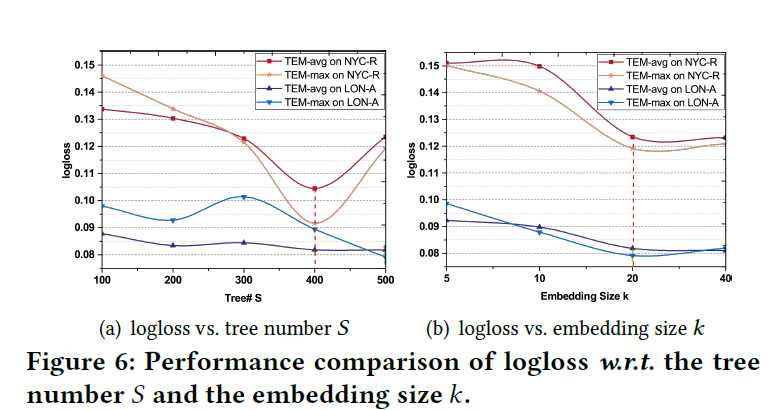 TEM-avg on NYC-R
TEM-max on NYC-R
TEM-avg on LON-A
TEM-max on LON-A
0.15
0.14
0.13
0.12
0.11
0.10
0.09
0.08
logloss
100 200 300 400 500
Tree# S
TEM-avg on NYC-R
TEM-max on NYC-R
TEM-avg on LON-A
TEM-max on LON-A
0.15
0.14
0.13
0.12
0.11
0.10
0.09
0.08
logloss
5 10 20 40
Embedding Size k
(a) logloss vs. tree number S
(b) logloss vs. embedding size k
Figure 6: Performance comparison of logloss w.r.t. the tree
number S and the embedding size k.